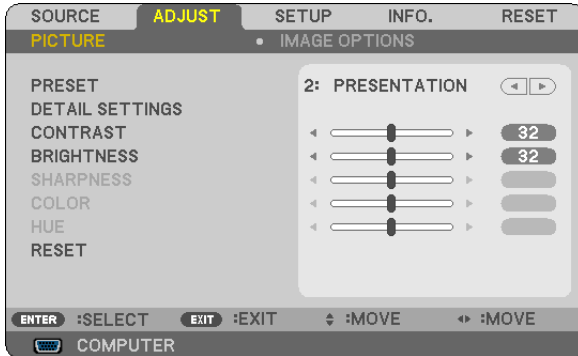 SOURCE ADJUST SETUP INFO. RESET
PICTURE • IMAGE OPTIONS
PRESET 2: PRESENTATION
DETAIL SETTINGS
CONTRAST 32
BRIGHTNESS 32
SHARPNESS
COLOR
HUE
RESET
ENTER :SELECT EXIT :EXIT :MOVE :MOVE
COMPUTER